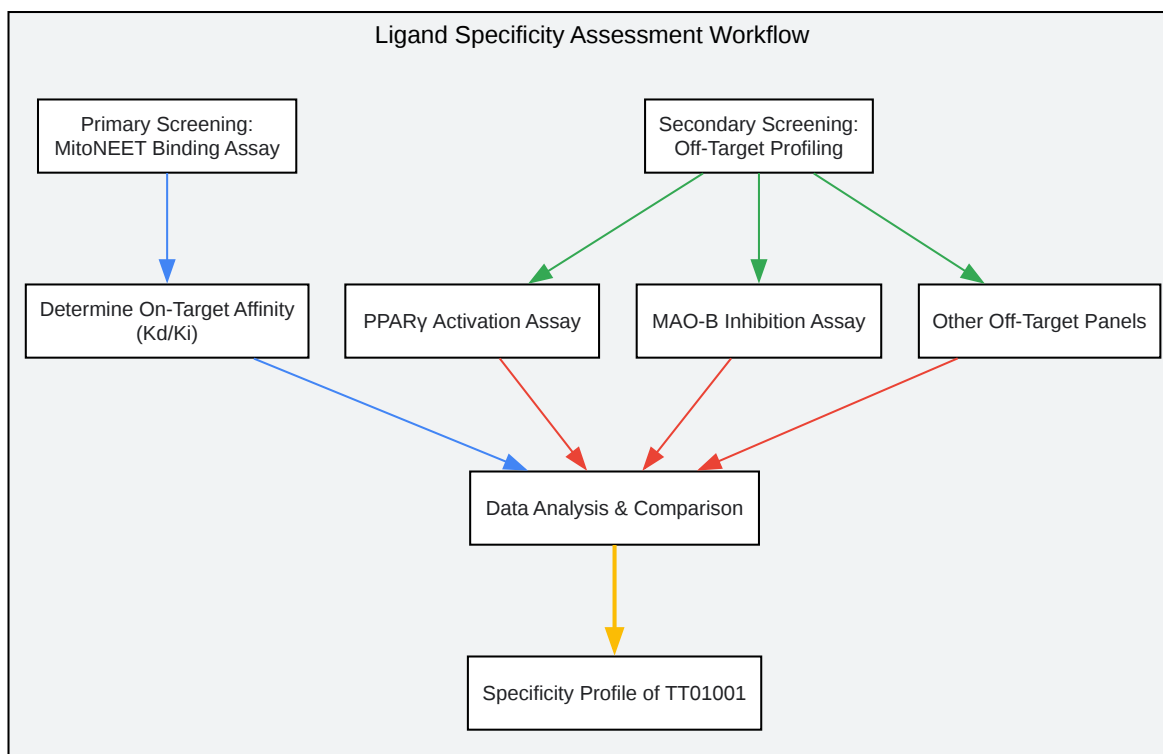 Ligand Specificity Assessment Workflow
Primary Screening:
MitoNEET Binding Assay
Secondary Screening:
Off-Target Profiling
Determine On-Target Affinity
(Kd/Ki)
PPARγ Activation Assay
MAO-B Inhibition Assay
Other Off-Target Panels
Data Analysis & Comparison
Specificity Profile of TT01001